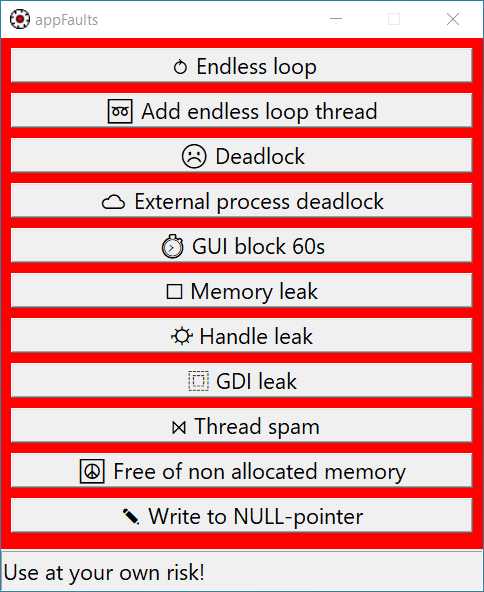 appFaults
Endless loop
Add endless loop thread
Deadlock
External process deadlock
GUI block 60s
Memory leak
Handle leak
GDI leak
Thread spam
Free of non allocated memory
Write to NULL-pointer
Use at your own risk!